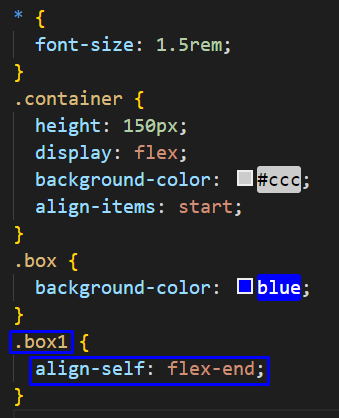 * {
  font-size: 1.5rem;
}
.container {
  height: 150px;
  display: flex;
  background-color: #ccc;
  align-items: start;
}
.box {
  background-color: blue;
}
.box1 {
  align-self: flex-end;
}